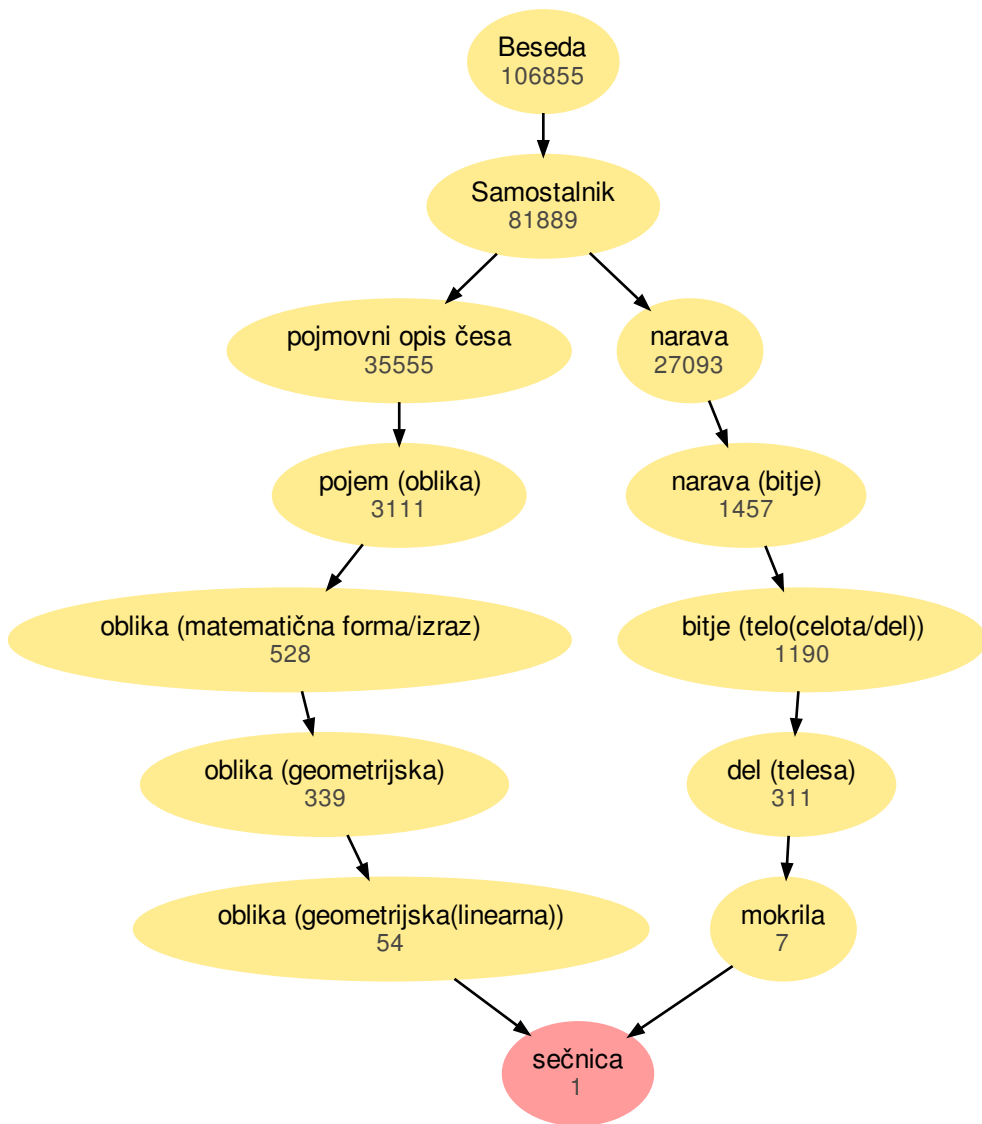 Beseda
106855
Samostalnik
81889
pojmovni opis česa
35555
narava
27093
pojem (oblika)
3111
narava (bitje)
1457
oblika (matematična forma/izraz)
528
bitje (telo(celota/del))
1190
oblika (geometrijska)
339
del (telesa)
311
oblika (geometrijska(linearna))
54
mokrila
7
sečnica
1